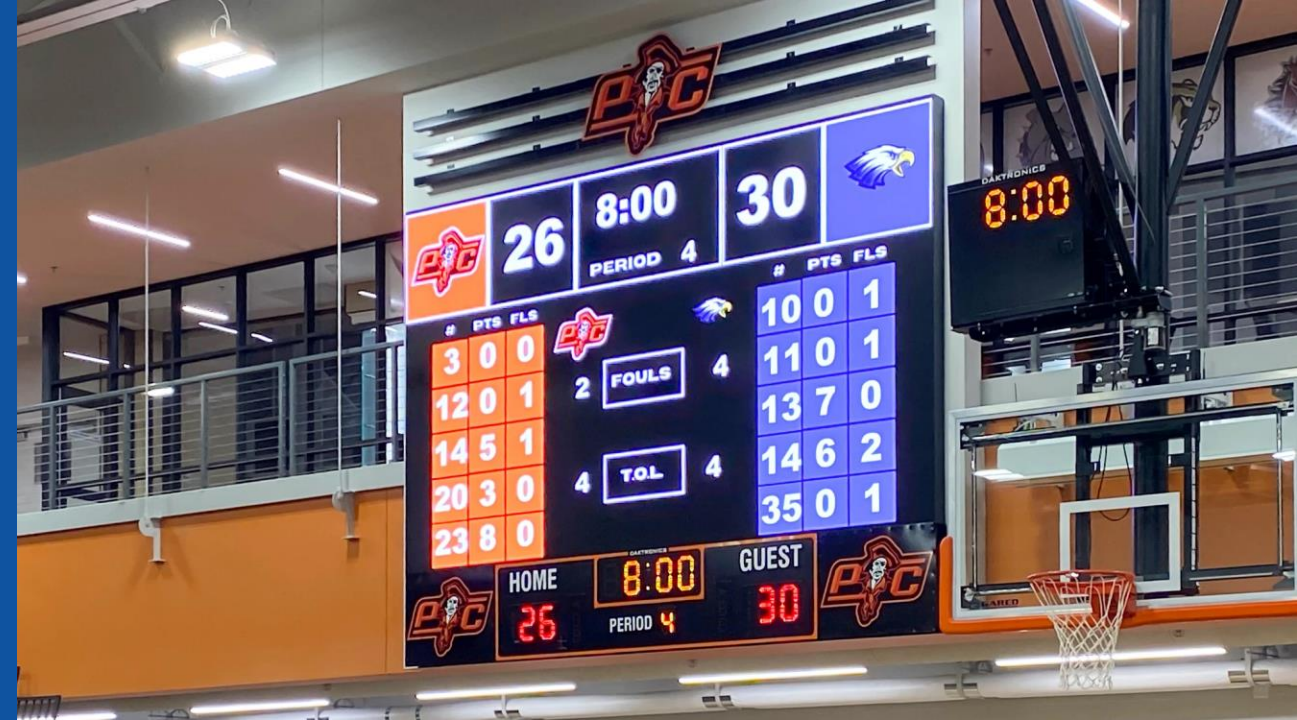 PC
26
8:00
PERIOD 4
30
PC
# PTS FLS
3 0 0
12 0 1
14 5 1
20 3 0
23 8 0
PC
2 FOULS 4
4 T.O.L 4
# PTS FLS
10 0 1
11 0 1
13 7 0
14 6 2
35 0 1
DAKTRONICS
HOME 8:00 GUEST
26 PERIOD 4 30
PC
PC
DAKTRONICS
8:00
GARED